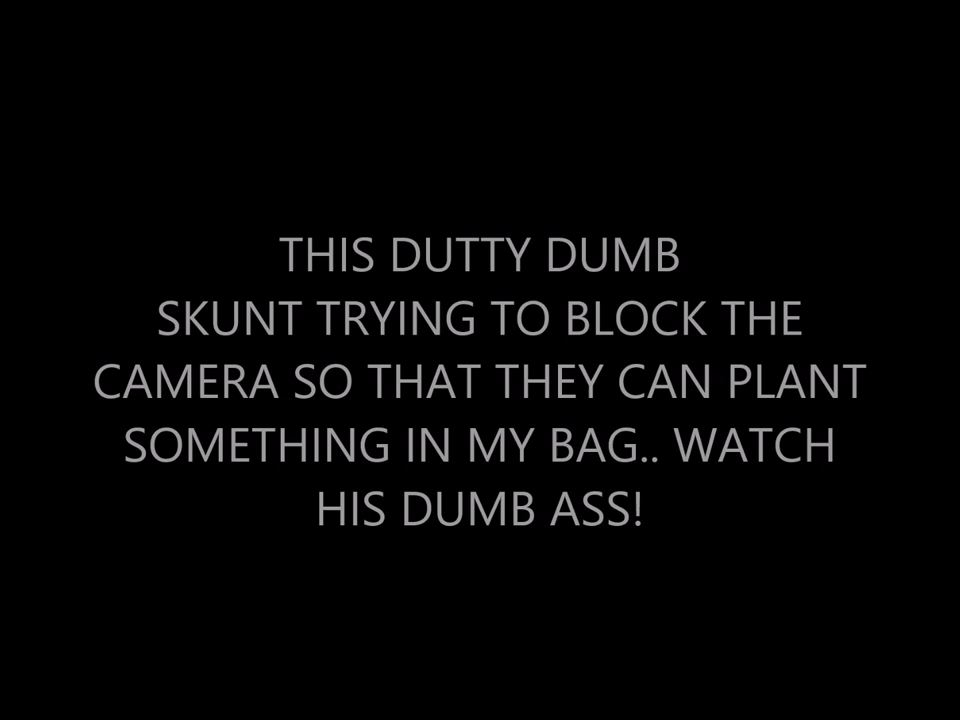 THIS DUTTY DUMB
SKUNT TRYING TO BLOCK THE
CAMERA SO THAT THEY CAN PLANT
SOMETHING IN MY BAG.. WATCH
HIS DUMB ASS!